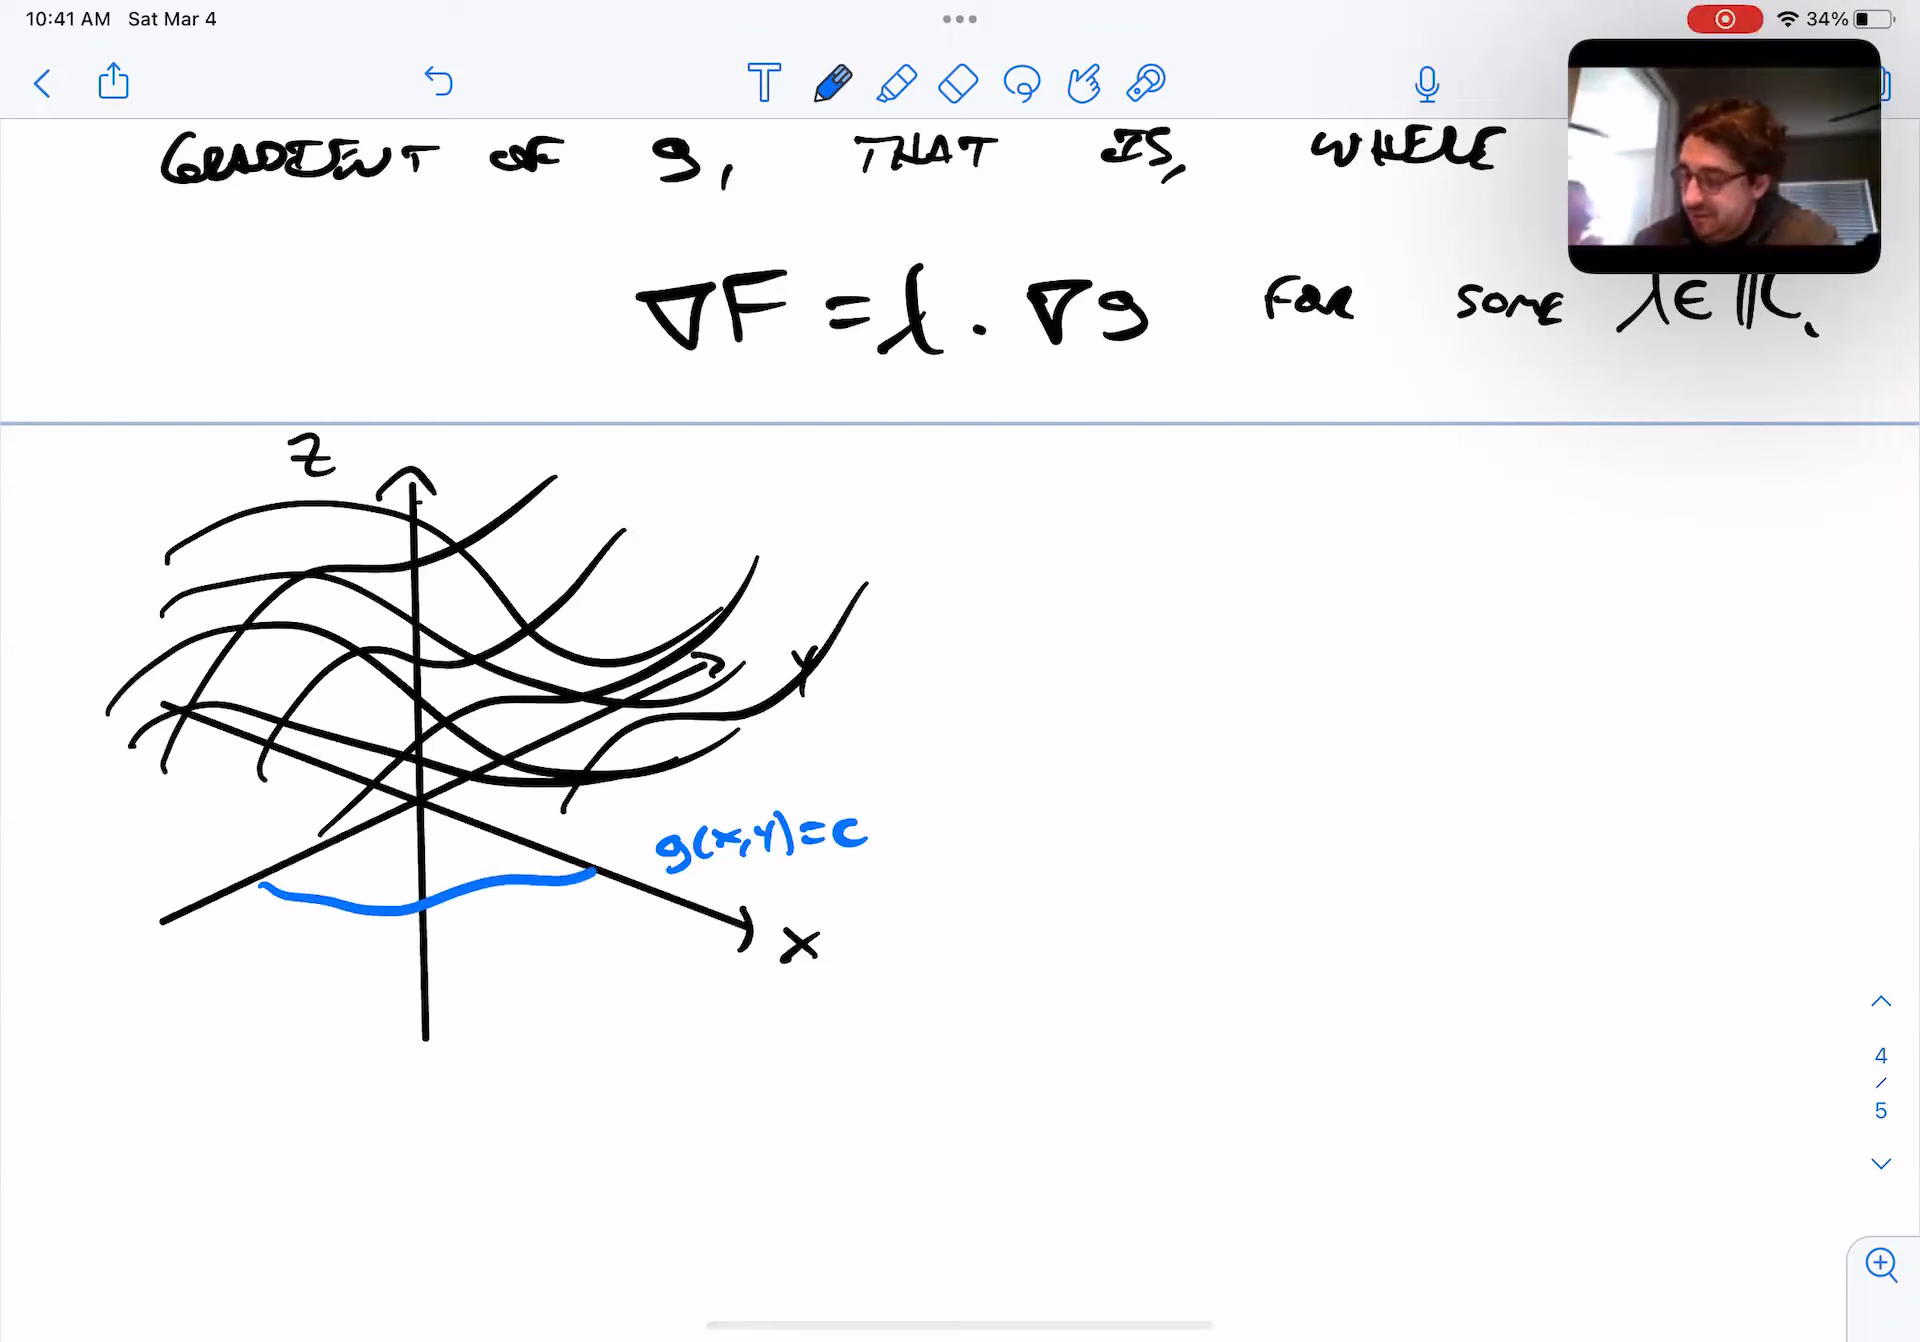 10:41 AM Sat Mar 4
34%
T
GRADIENT OF g, THAT IS, WHERE
∇F = λ · ∇g FOR SOME λ∈ℝ.
Z
Y
g(x,y)=c
X
4
/
5